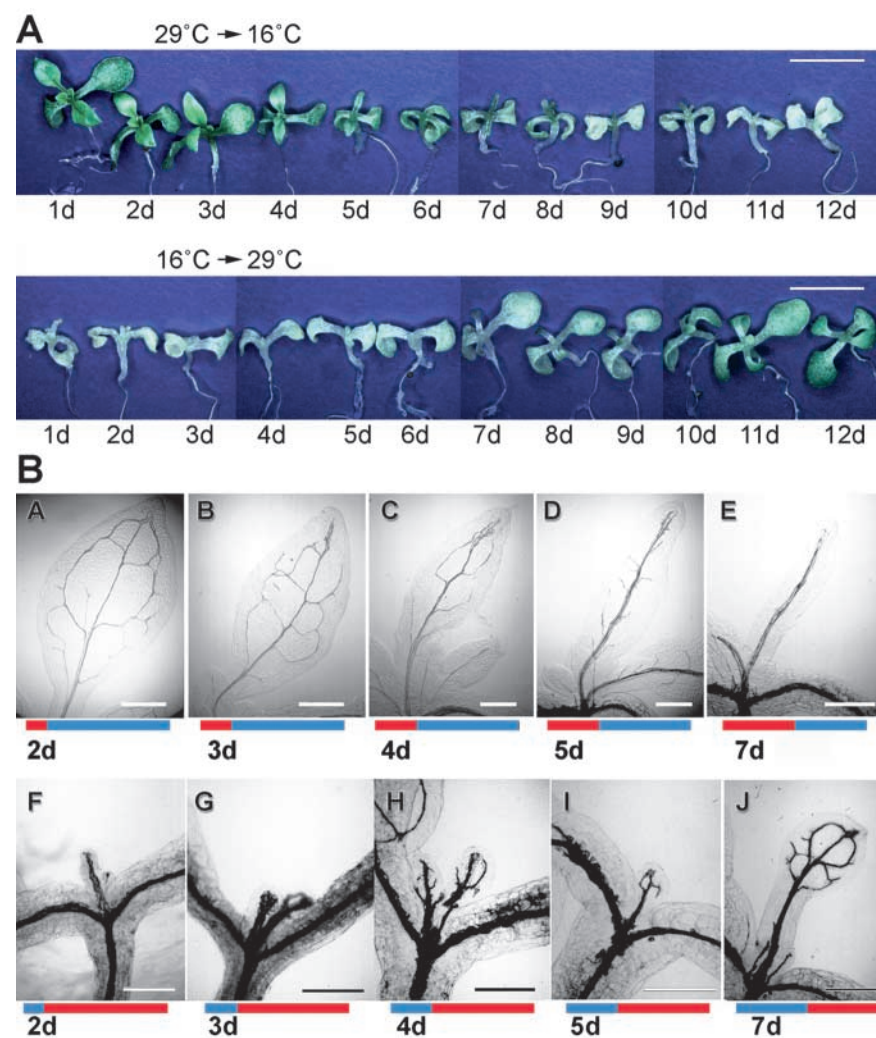 A
29°C → 16°C
1d 2d 3d 4d 5d 6d 7d 8d 9d 10d 11d 12d
16°C → 29°C
1d 2d 3d 4d 5d 6d 7d 8d 9d 10d 11d 12d
B
A B C D E
2d 3d 4d 5d 7d
F G H I J
2d 3d 4d 5d 7d